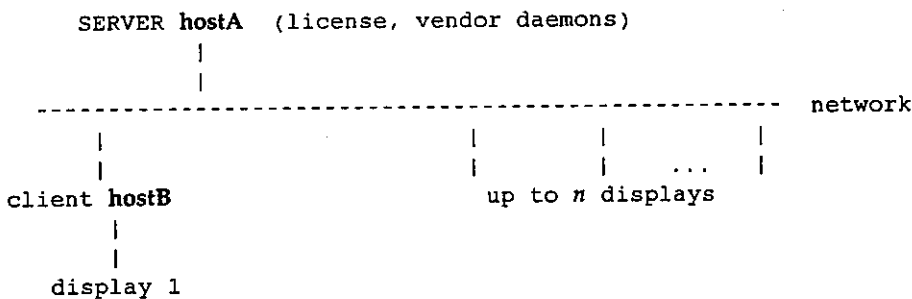 SERVER hostA (license, vendor daemons)
network
...
client hostB
up to n displays
display 1